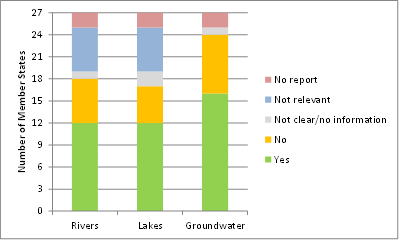 Number of Member States
27
24
21
18
15
12
9
6
3
0
Rivers
Lakes
Groundwater
No report
Not relevant
Not clear/no information
No
Yes